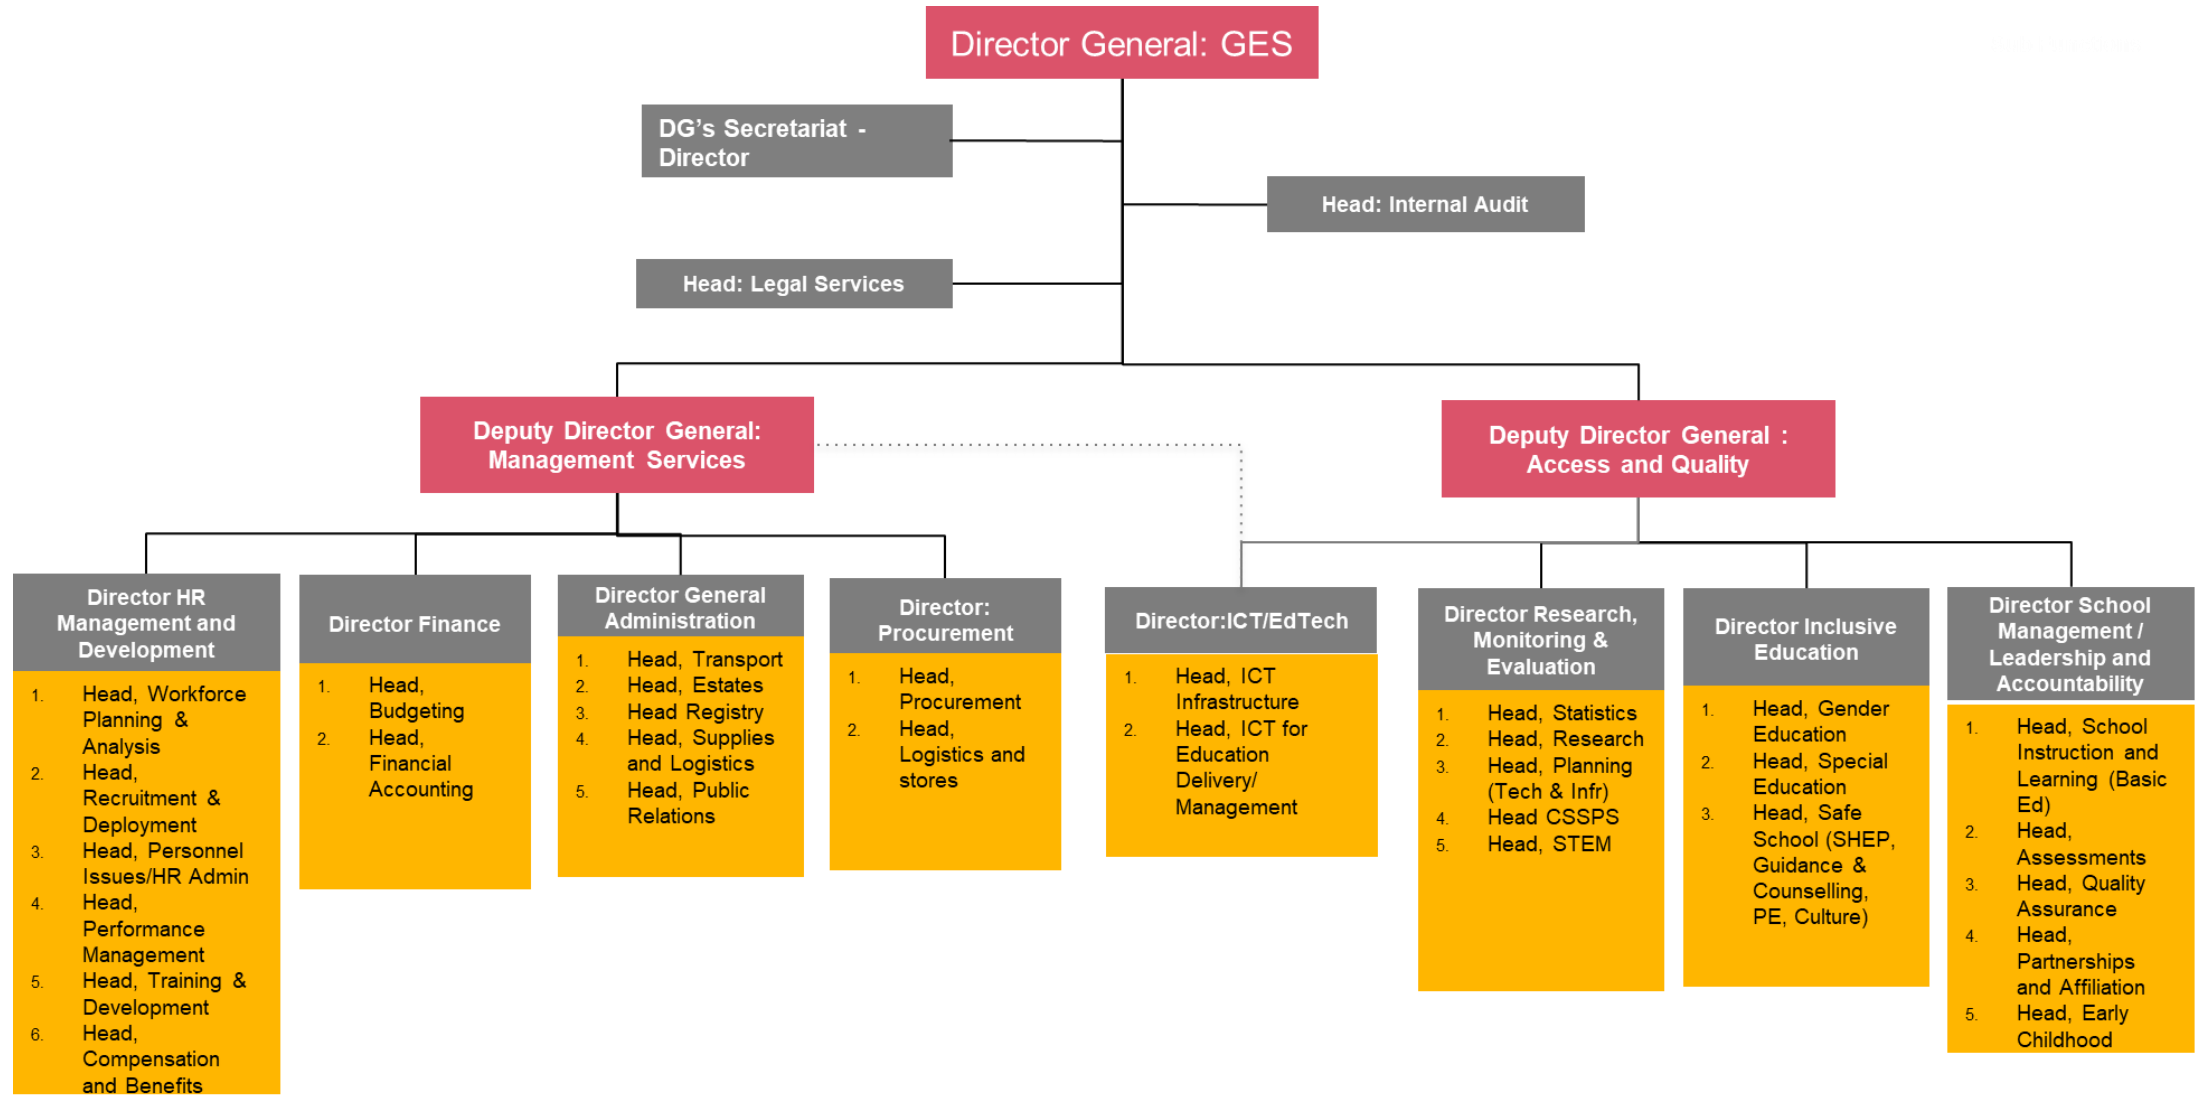 Director General: GES
DG’s Secretariat -
Director
Head: Internal Audit
Head: Legal Services
Deputy Director General:
Management Services
Deputy Director General :
Access and Quality
Director HR
Management and
Development
1. Head, Workforce
Planning &
Analysis
2. Head,
Recruitment &
Deployment
3. Head, Personnel
Issues/HR Admin
4. Head,
Performance
Management
5. Head, Training &
Development
6. Head,
Compensation
and Benefits
Director Finance
1. Head,
Budgeting
2. Head,
Financial
Accounting
Director General
Administration
1. Head, Transport
2. Head, Estates
3. Head Registry
4. Head, Supplies
and Logistics
5. Head, Public
Relations
Director:
Procurement
1. Head,
Procurement
2. Head,
Logistics and
stores
Director:ICT/EdTech
1. Head, ICT
Infrastructure
2. Head, ICT for
Education
Delivery/
Management
Director Research,
Monitoring &
Evaluation
1. Head, Statistics
2. Head, Research
3. Head, Planning
(Tech & Infr)
4. Head CSSPS
5. Head, STEM
Director Inclusive
Education
1. Head, Gender
Education
2. Head, Special
Education
3. Head, Safe
School (SHEP,
Guidance &
Counselling,
PE, Culture)
Director School
Management /
Leadership and
Accountability
1. Head, School
Instruction and
Learning (Basic
Ed)
2. Head,
Assessments
3. Head, Quality
Assurance
4. Head,
Partnerships
and Affiliation
5. Head, Early
Childhood